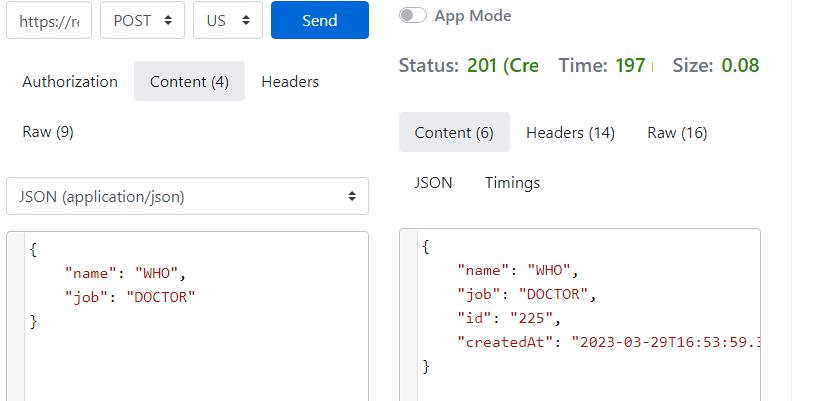 https://re
POST
US
Send
Authorization
Content (4)
Headers
Raw (9)
JSON (application/json)
{
"name": "WHO",
"job": "DOCTOR"
}
App Mode
Status: 201 (Cre
Time: 197
Size: 0.08
Content (6)
Headers (14)
Raw (16)
JSON
Timings
{
"name": "WHO",
"job": "DOCTOR",
"id": "225",
"createdAt": "2023-03-29T16:53:59.3
}